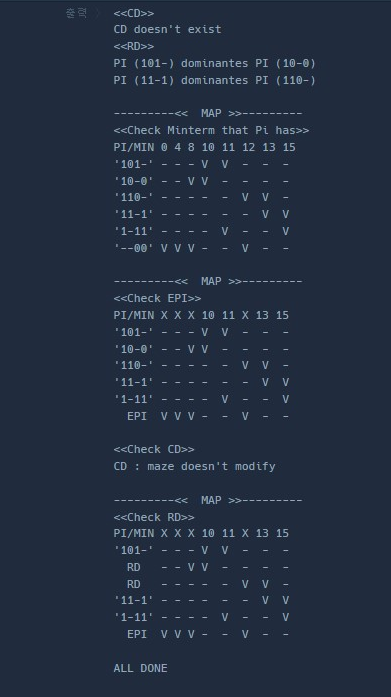 출력
<<CD>>
CD doesn't exist
<<RD>>
PI (101-) dominantes PI (10-0)
PI (11-1) dominantes PI (110-)
---------<<  MAP >>---------
<<Check Minterm that Pi has>>
PI/MIN 0 4 8 10 11 12 13 15
'101-' - - - V  V  -  -  -
'10-0' - - V V  -  -  -  -
'110-' - - - -  -  V  V  -
'11-1' - - - -  -  -  V  V
'1-11' - - - -  V  -  -  V
'--00' V V V -  -  V  -  -
---------<<  MAP >>---------
<<Check EPI>>
PI/MIN X X X 10 11 X 13 15
'101-' - - - V  V  -  -  -
'10-0' - - V V  -  -  -  -
'110-' - - - -  -  V  V  -
'11-1' - - - -  -  -  V  V
'1-11' - - - -  V  -  -  V
  EPI  V V V -  -  V  -  -
<<Check CD>>
CD : maze doesn't modify
---------<<  MAP >>---------
<<Check RD>>
PI/MIN X X X 10 11 X 13 15
'101-' - - - V  V  -  -  -
  RD   - - V V  -  -  -  -
  RD   - - - -  -  V  V  -
'11-1' - - - -  -  -  V  V
'1-11' - - - -  V  -  -  V
  EPI  V V V -  -  V  -  -
ALL DONE